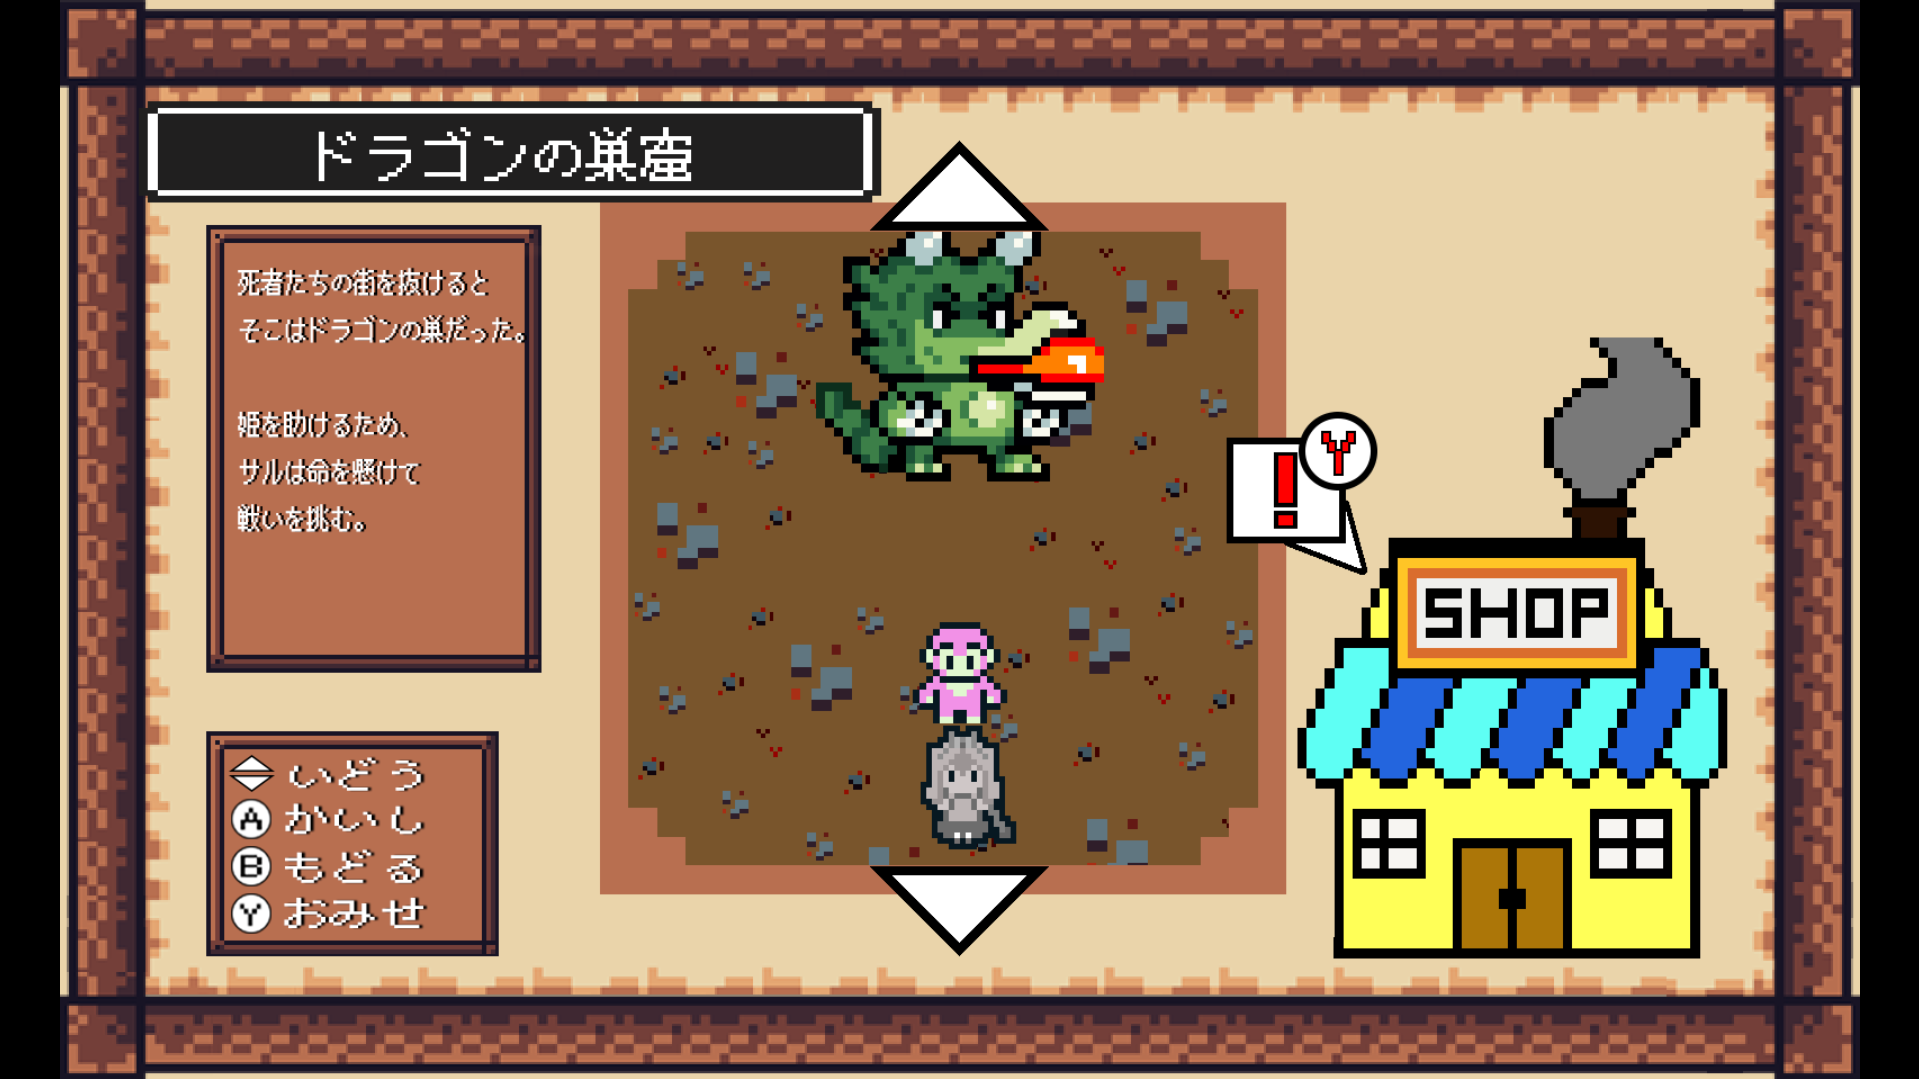 ドラゴンの巣窟
死者たちの街を抜けると
そこはドラゴンの巣だった。
姫を助けるため、
サルは命を懸けて
戦いを挑む。
いどう
A かいし
B もどる
Y おみせ
! Y
SHOP